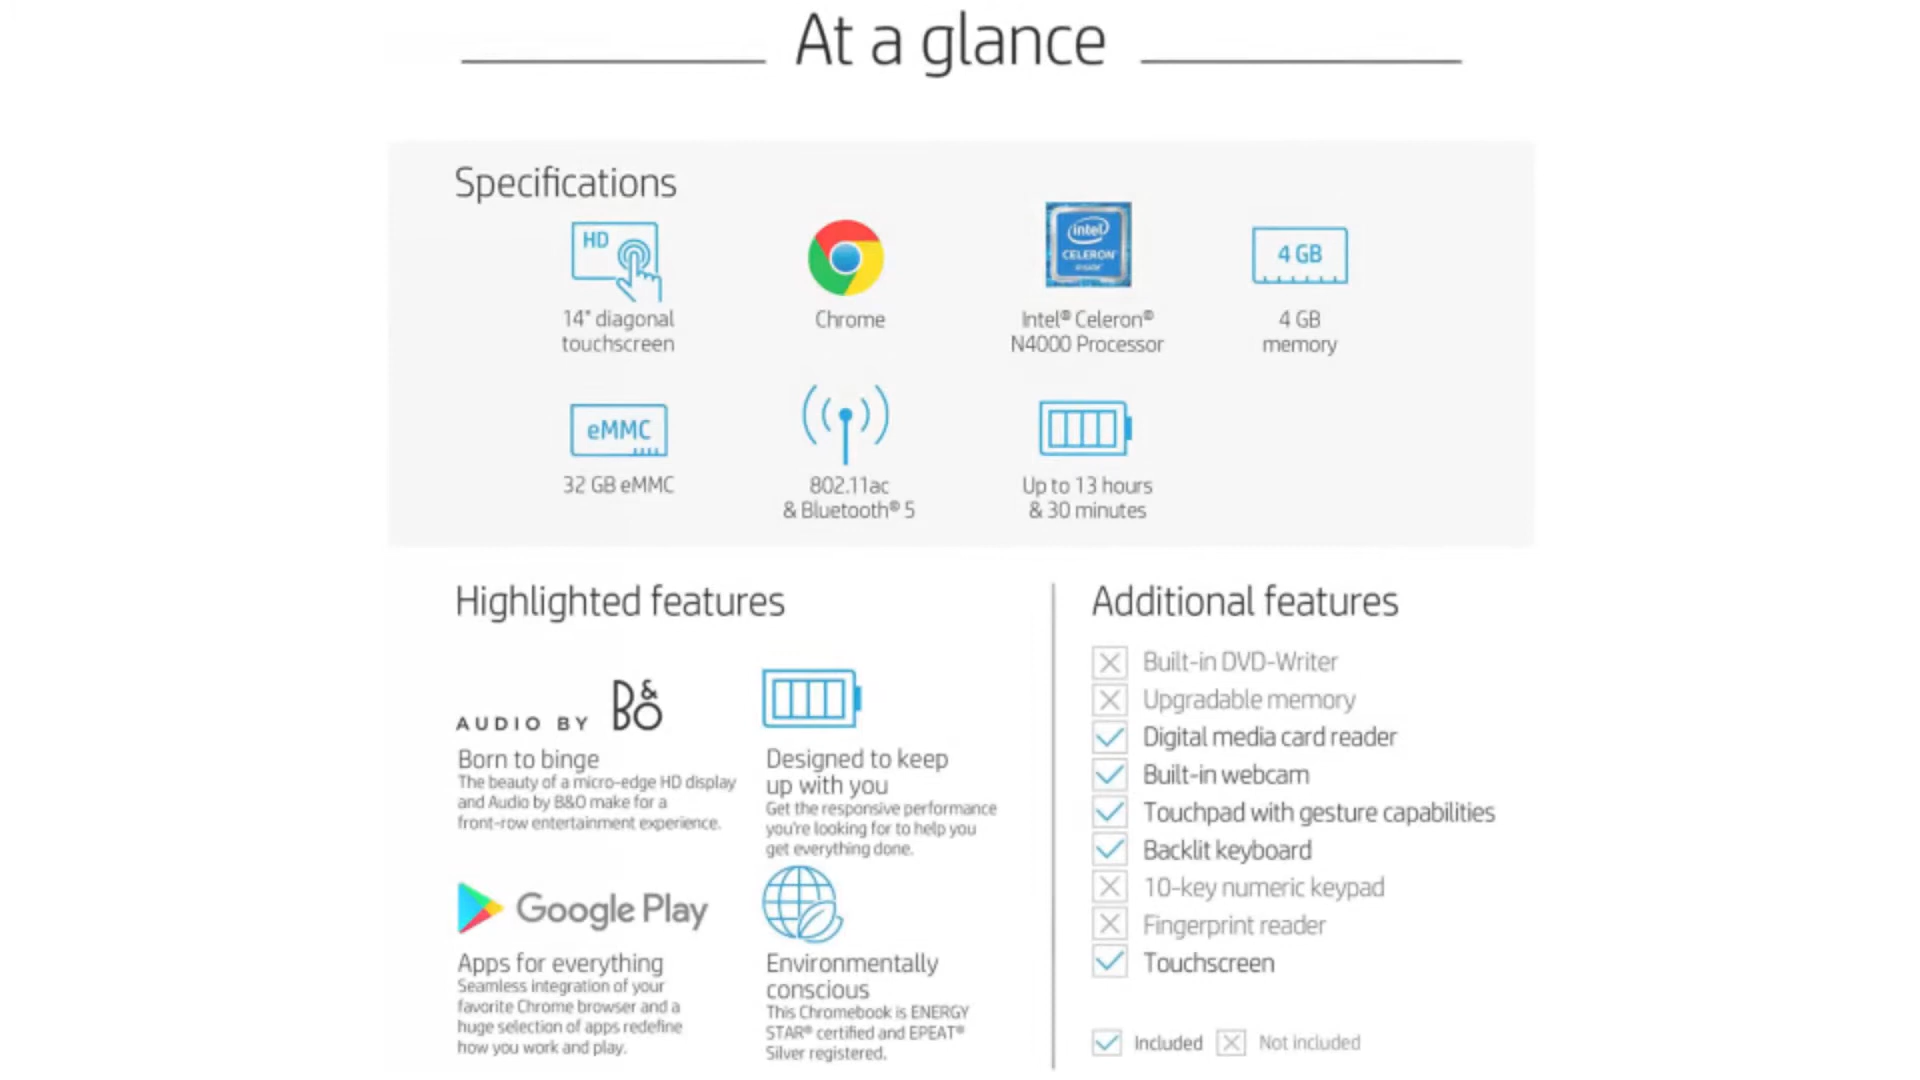 At a glance
Specifications
HD
14" diagonal
touchscreen
Chrome
intel
CELERON
inside
Intel® Celeron®
N4000 Processor
4 GB
4 GB
memory
eMMC
32 GB eMMC
802.11ac
& Bluetooth® 5
Up to 13 hours
& 30 minutes
Highlighted features
AUDIO BY B&O
Born to binge
The beauty of a micro-edge HD display
and Audio by B&O make for a
front-row entertainment experience.
Designed to keep
up with you
Get the responsive performance
you're looking for to help you
get everything done.
Google Play
Apps for everything
Seamless integration of your
favorite Chrome browser and a
huge selection of apps redefine
how you work and play.
Environmentally
conscious
This Chromebook is ENERGY
STAR® certified and EPEAT®
Silver registered.
Additional features
Built-in DVD-Writer
Upgradable memory
Digital media card reader
Built-in webcam
Touchpad with gesture capabilities
Backlit keyboard
10-key numeric keypad
Fingerprint reader
Touchscreen
Included Not included